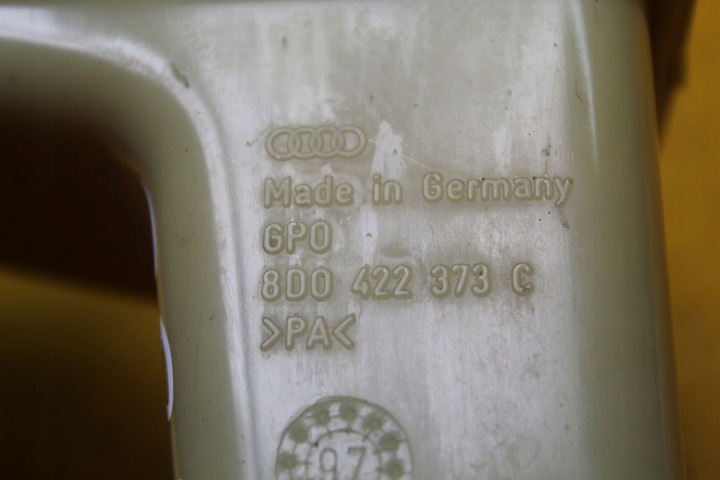 Made in Germany
GPO
8D0 422 373 C
>PA<
97